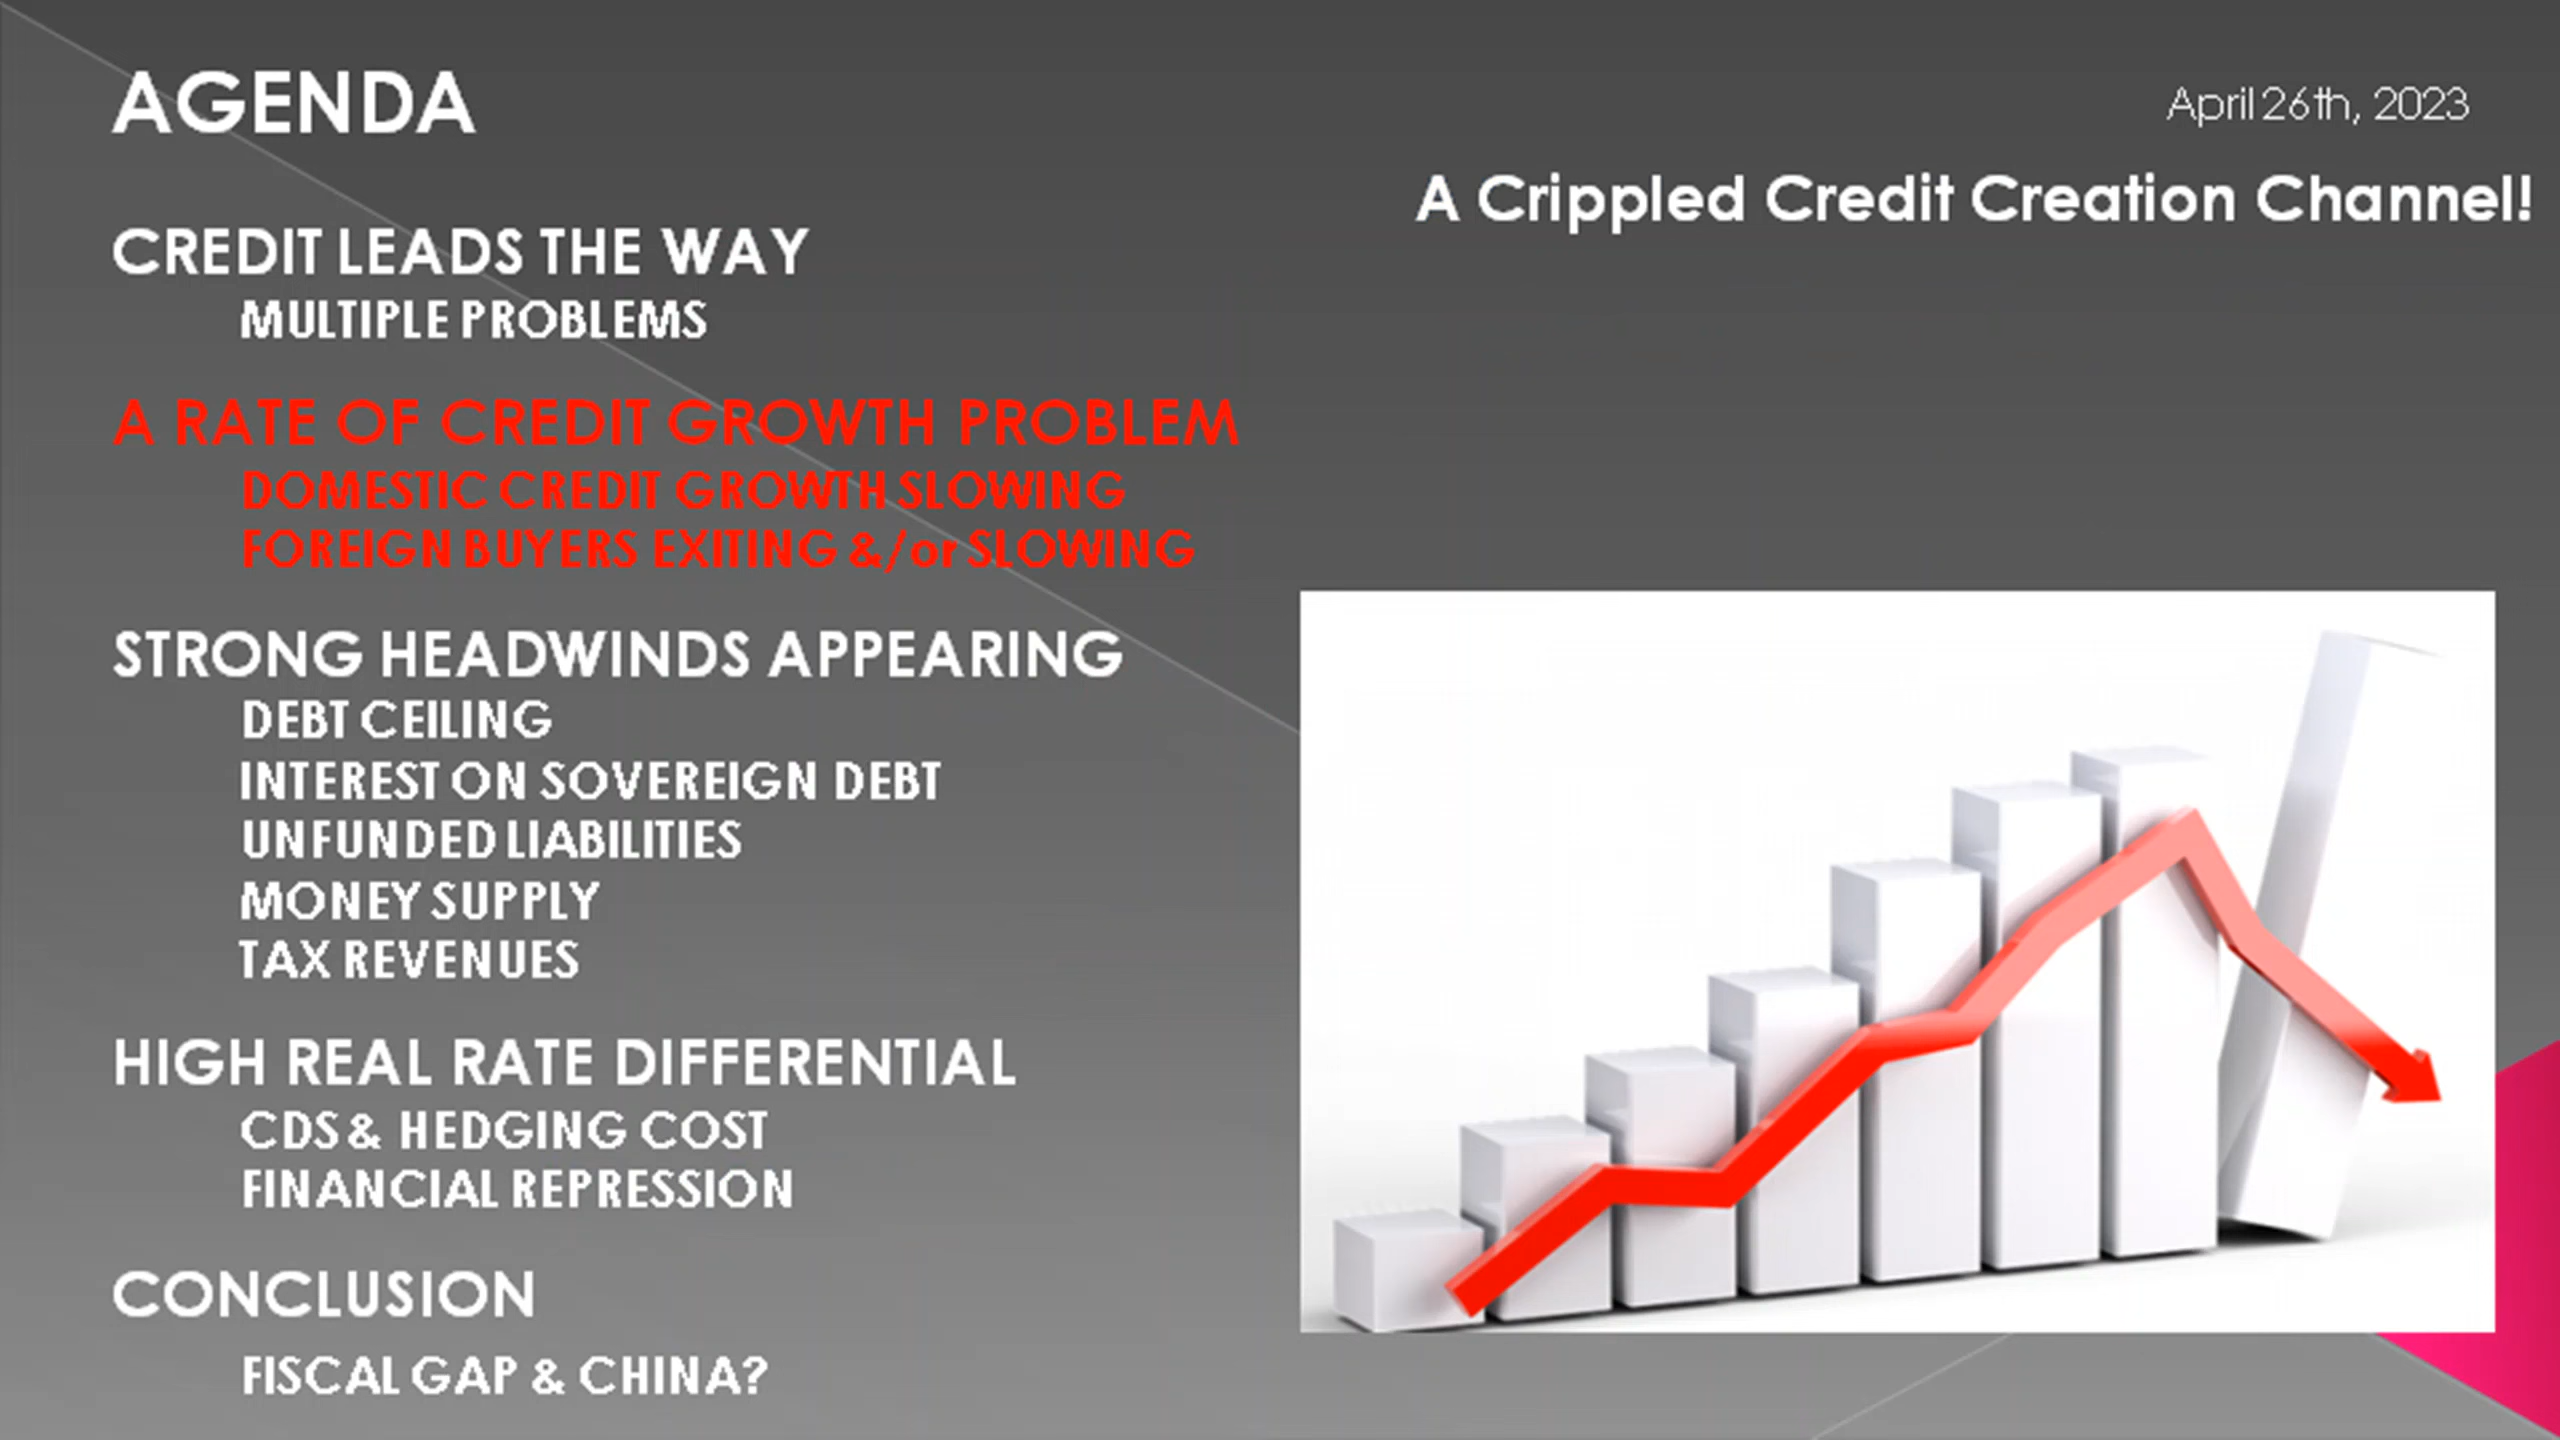 AGENDA
April 26th, 2023
A Crippled Credit Creation Channel!
CREDIT LEADS THE WAY
MULTIPLE PROBLEMS
A RATE OF CREDIT GROWTH PROBLEM
DOMESTIC CREDIT GROWTH SLOWING
FOREIGN BUYERS EXITING &/or SLOWING
STRONG HEADWINDS APPEARING
DEBT CEILING
INTEREST ON SOVEREIGN DEBT
UNFUNDED LIABILITIES
MONEY SUPPLY
TAX REVENUES
HIGH REAL RATE DIFFERENTIAL
CDS & HEDGING COST
FINANCIAL REPRESSION
CONCLUSION
FISCAL GAP & CHINA?